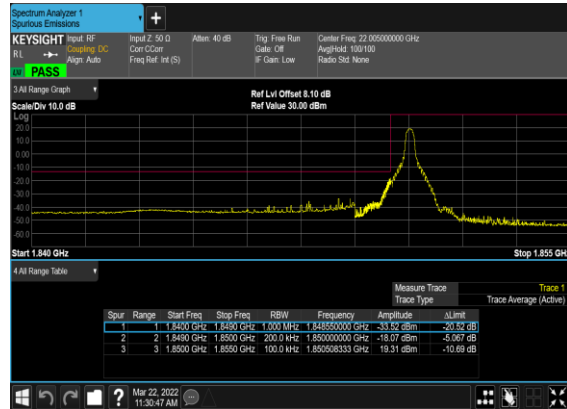 Spectrum Analyzer 1
Spurious Emissions
+
KEYSIGHT Input: RF Input Z: 50 Ω Atten: 40 dB Trig: Free Run Center Freq: 22.005000000 GHz
RL Coupling: DC Corr CCorr Gate: Off Avg|Hold: 100/100
Align: Auto Freq Ref: Int (S) IF Gain: Low Radio Std: None
PASS
3 All Range Graph
Ref Lvl Offset 8.10 dB
Scale/Div 10.0 dB Ref Value 30.00 dBm
Log
20.0
10.0
0.00
-10.0
-20.0
-30.0
-40.0
-50.0
-60.0
Start 1.840 GHz Stop 1.855 GHz
4 All Range Table
Measure Trace Trace 1
Trace Type Trace Average (Active)
Spur Range Start Freq Stop Freq RBW Frequency Amplitude ΔLimit
1 1 1.8400 GHz 1.8490 GHz 1.000 MHz 1.848550000 GHz -33.52 dBm -20.52 dB
2 2 1.8490 GHz 1.8500 GHz 200.0 kHz 1.850000000 GHz -18.07 dBm -5.067 dB
3 3 1.8500 GHz 1.8550 GHz 100.0 kHz 1.850508333 GHz 19.31 dBm -10.69 dB
? Mar 22, 2022
11:30:47 AM